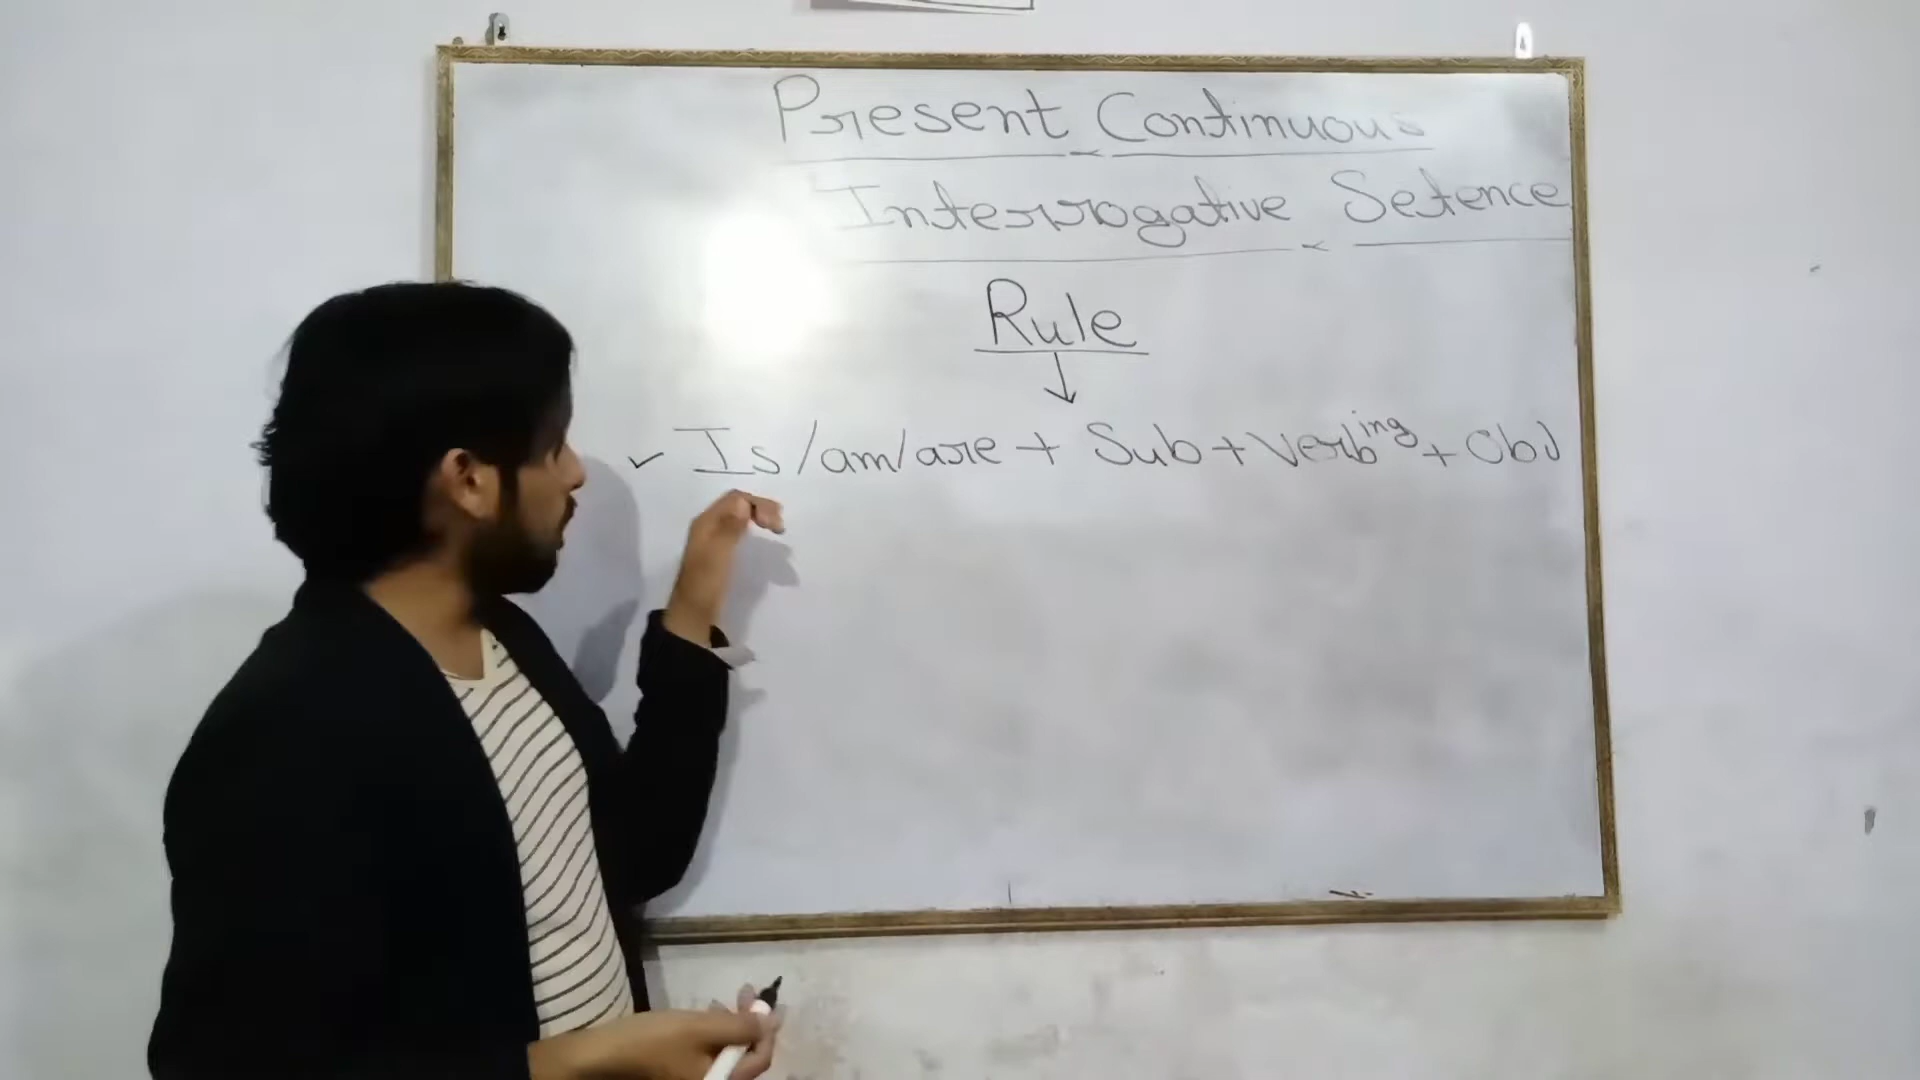 Present Continuous
Interrogative Setence
Rule
Is/am/are + Sub + Verb ing + Obj